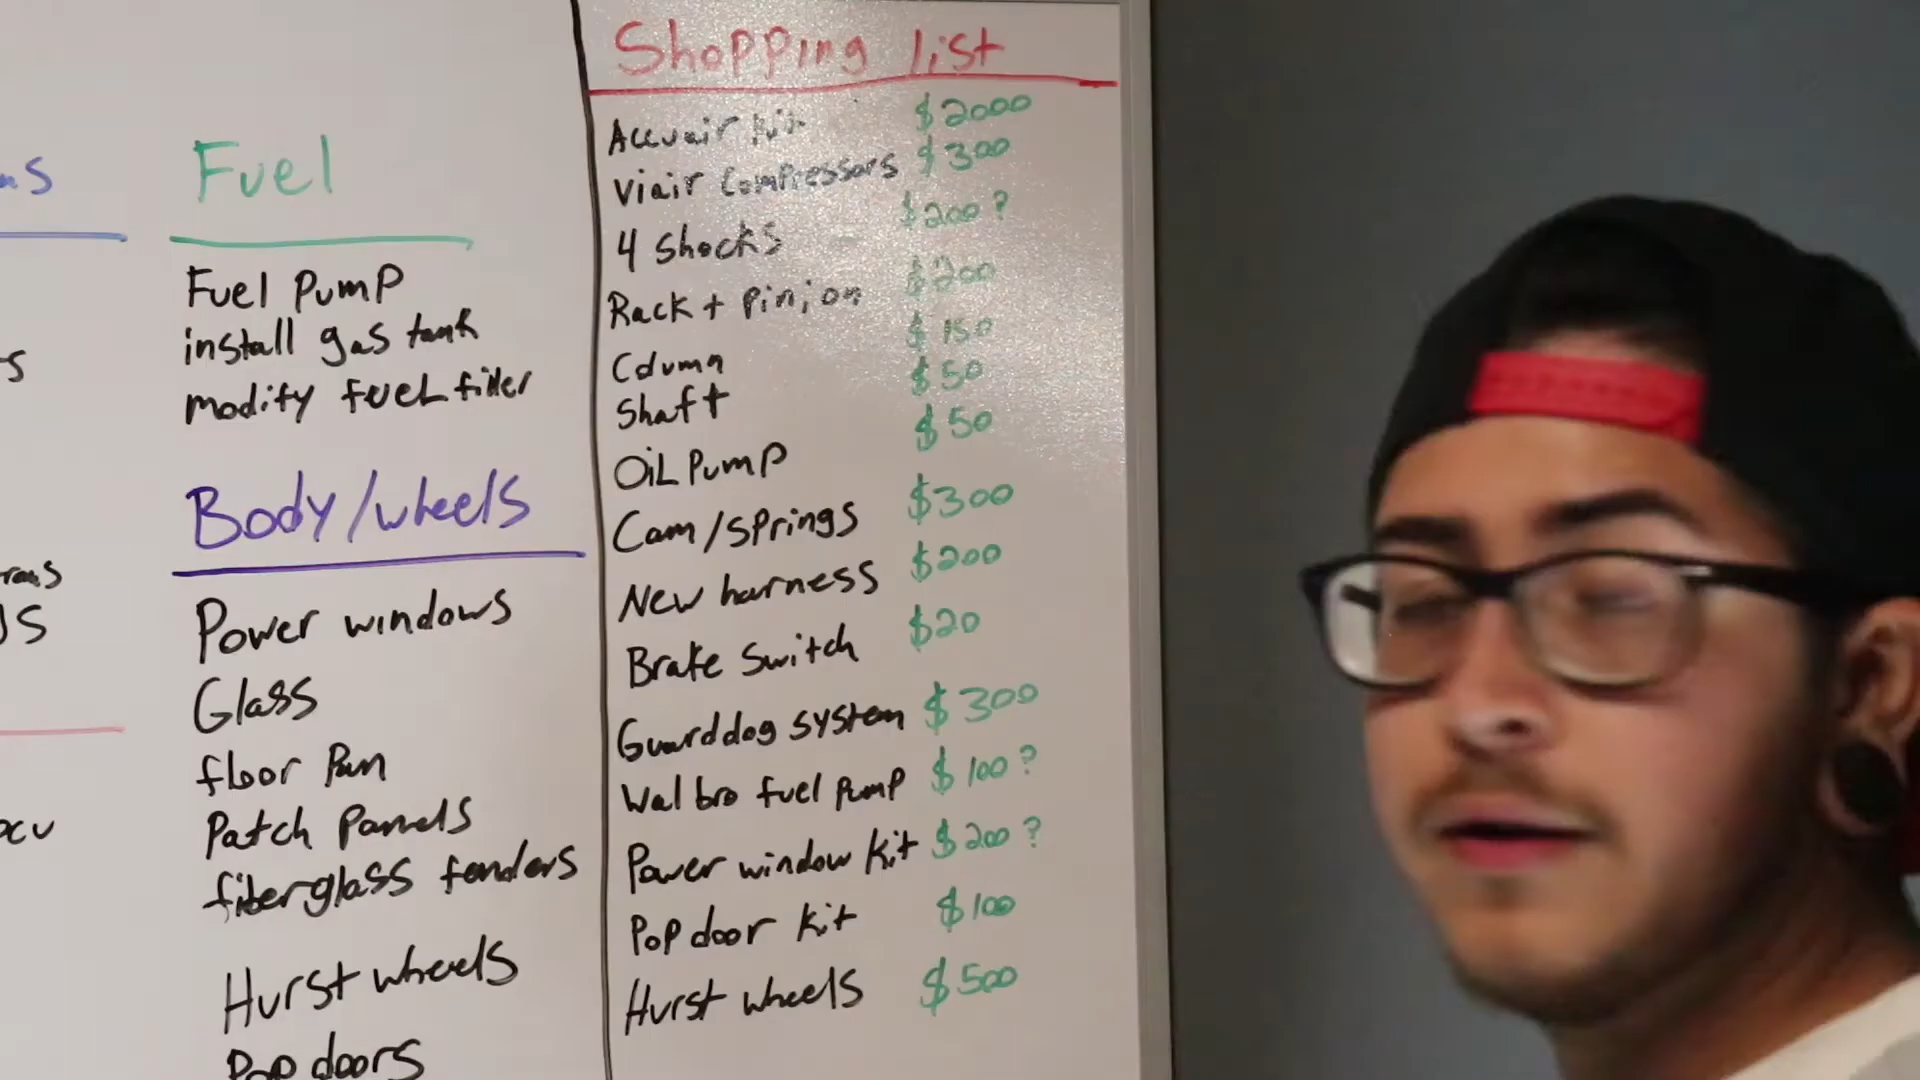 Fuel
Fuel Pump
install gas tank
modify fuel filler
Body/wheels
Power windows
Glass
floor Pan
Patch Panels
fiberglass fenders
Hurst wheels
Pop doors
Shopping list
Accuair kit $2000
Viair Compressors $300
4 shocks $200?
Rack + pinion $200
Column $150
Shaft $50
Oil Pump $50
Cam/springs $300
New harness $200
Brake Switch $20
Guarddog system $300
Walbro fuel pump $100?
Power window kit $200?
Pop door kit $100
Hurst wheels $500